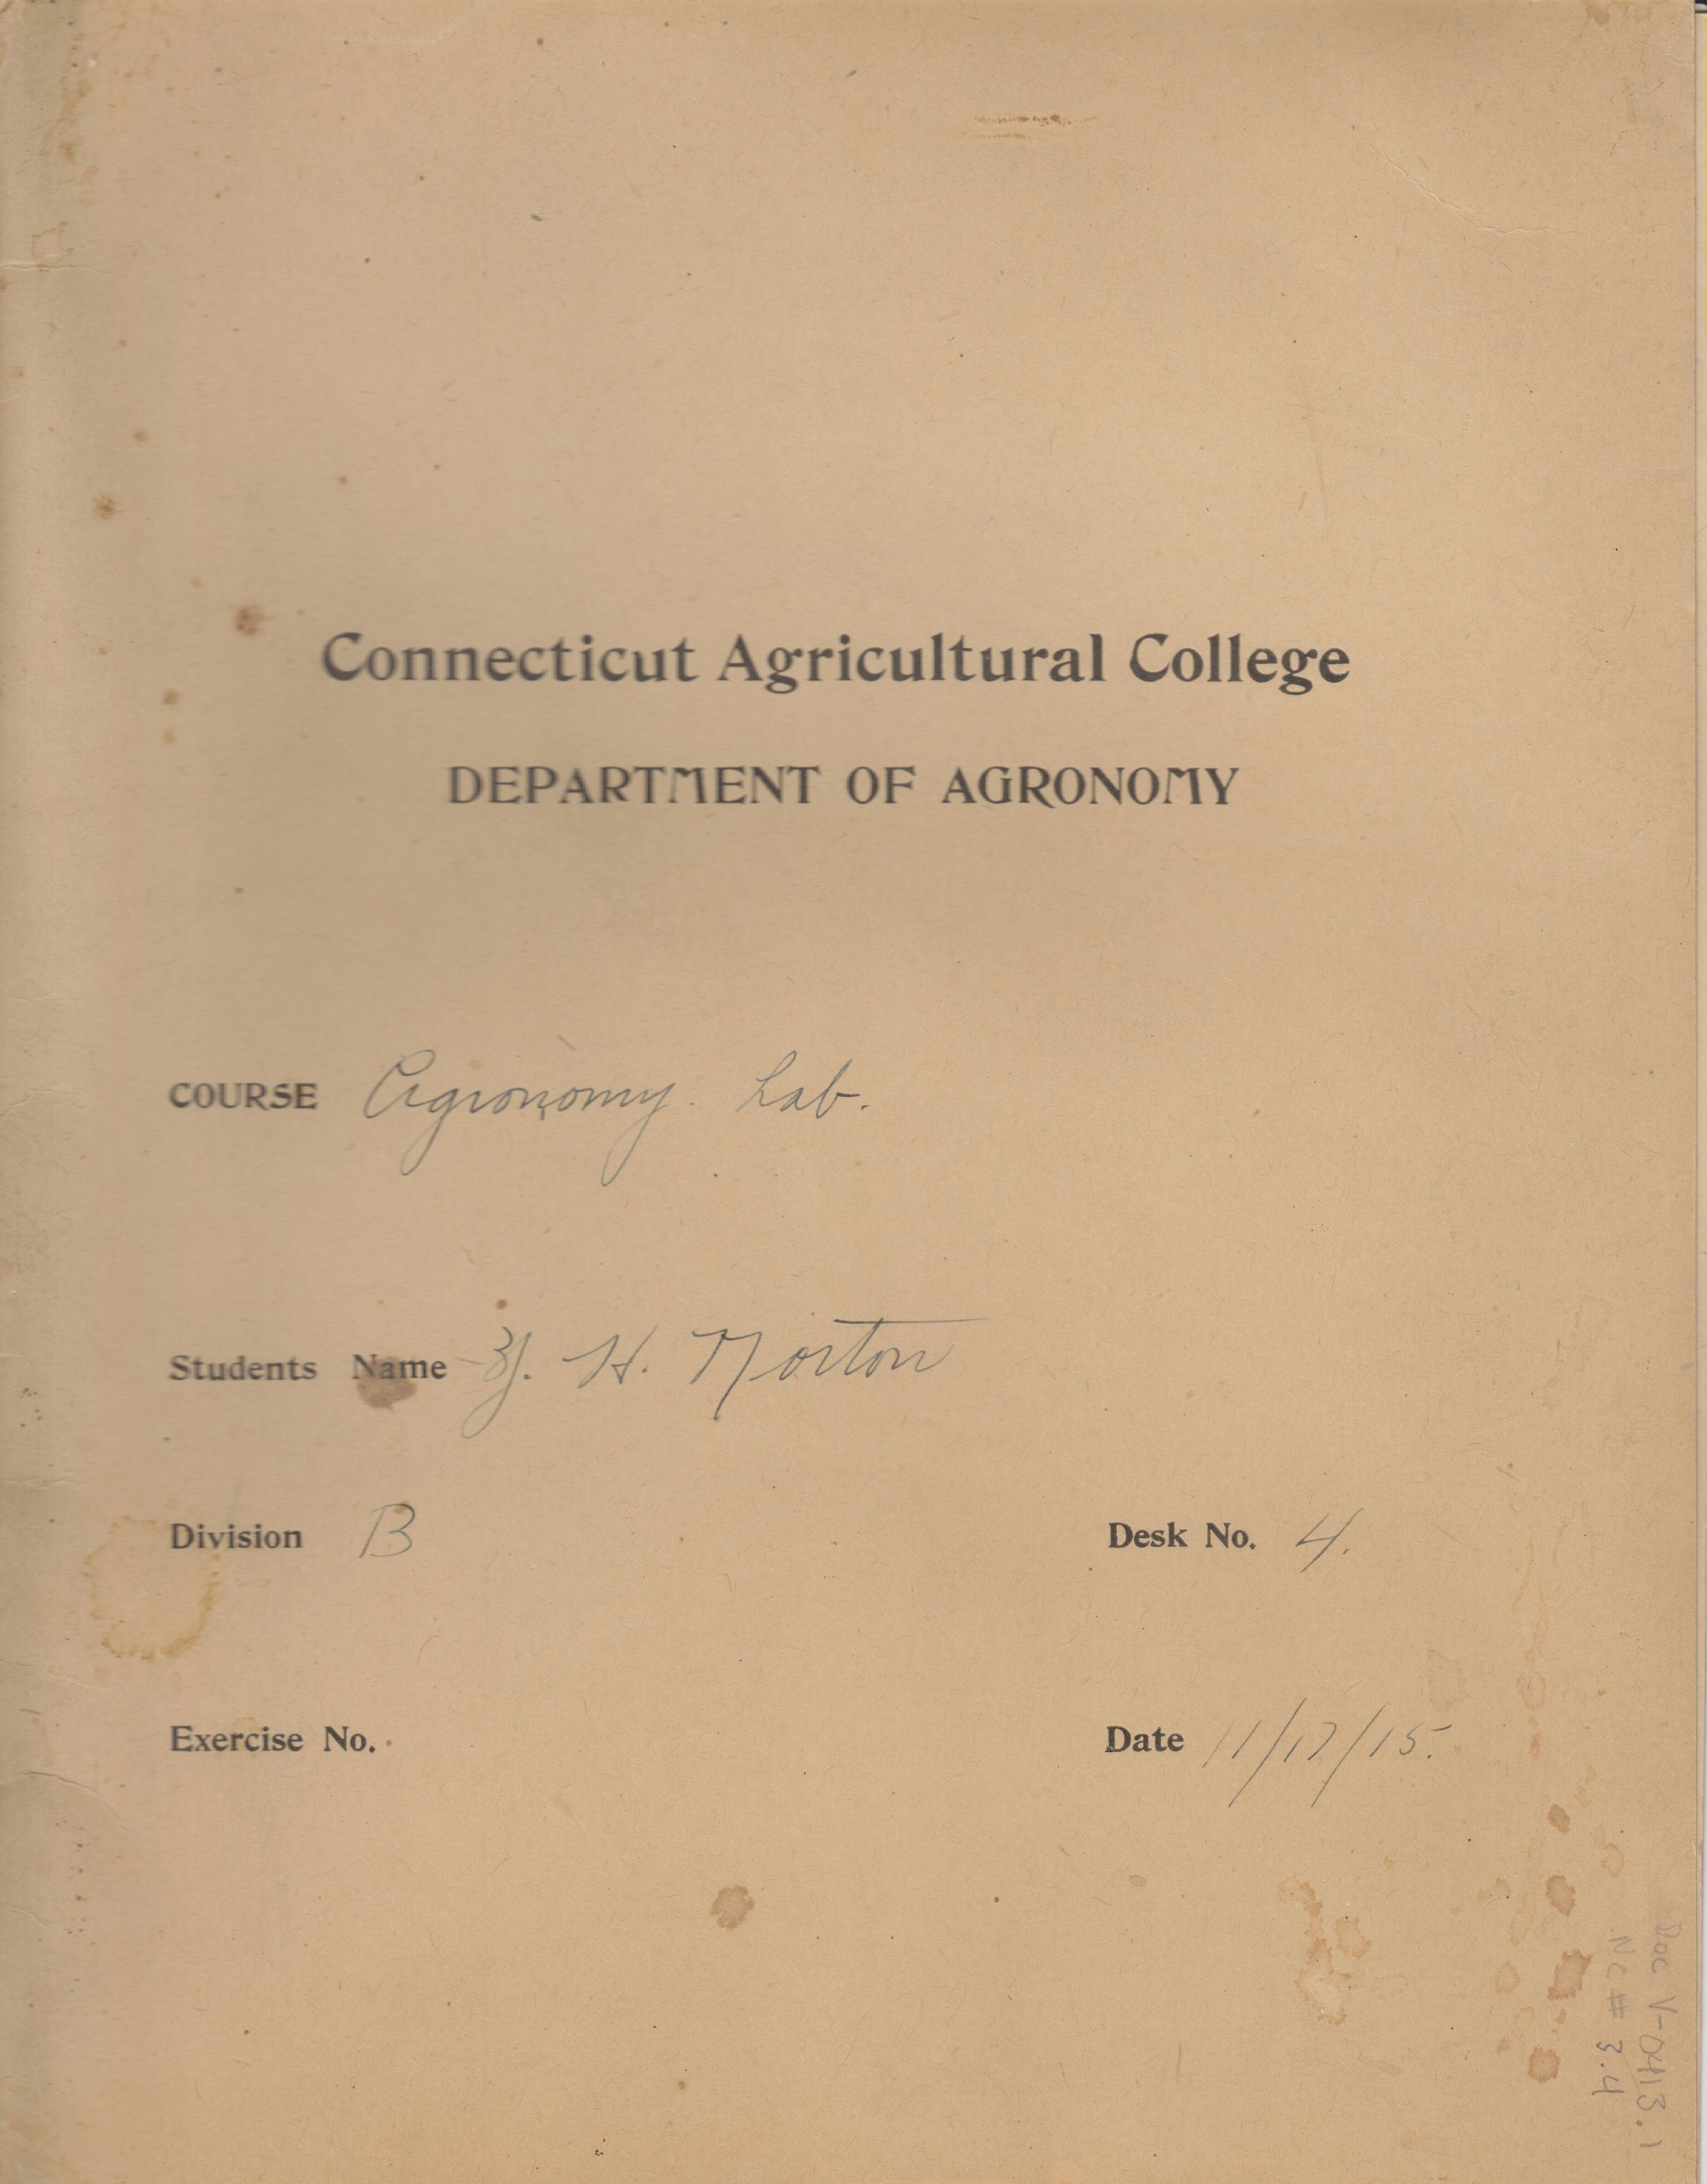 Connecticut Agricultural College
DEPARTMENT OF AGRONOMY
COURSE Agronomy. Lab.
Students Name H. Norton
Division B
Desk No. 4.
Exercise No.
Date 11/17/15.
Doc V-0413.1
Nc # 3.4